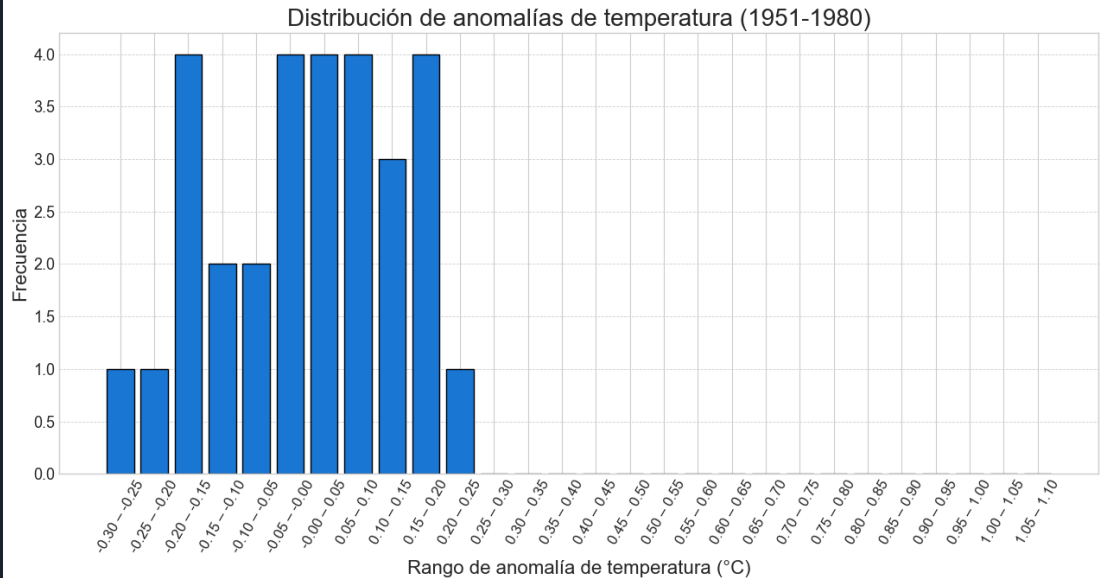 Distribución de anomalías de temperatura (1951-1980)
Frecuencia
4.0
3.5
3.0
2.5
2.0
1.5
1.0
0.5
0.0
-0.30 – -0.25
-0.25 – -0.20
-0.20 – -0.15
-0.15 – -0.10
-0.10 – -0.05
-0.05 – -0.00
-0.00 – 0.05
0.05 – 0.10
0.10 – 0.15
0.15 – 0.20
0.20 – 0.25
0.25 – 0.30
0.30 – 0.35
0.35 – 0.40
0.40 – 0.45
0.45 – 0.50
0.50 – 0.55
0.55 – 0.60
0.60 – 0.65
0.65 – 0.70
0.70 – 0.75
0.75 – 0.80
0.80 – 0.85
0.85 – 0.90
0.90 – 0.95
0.95 – 1.00
1.00 – 1.05
1.05 – 1.10
Rango de anomalía de temperatura (°C)